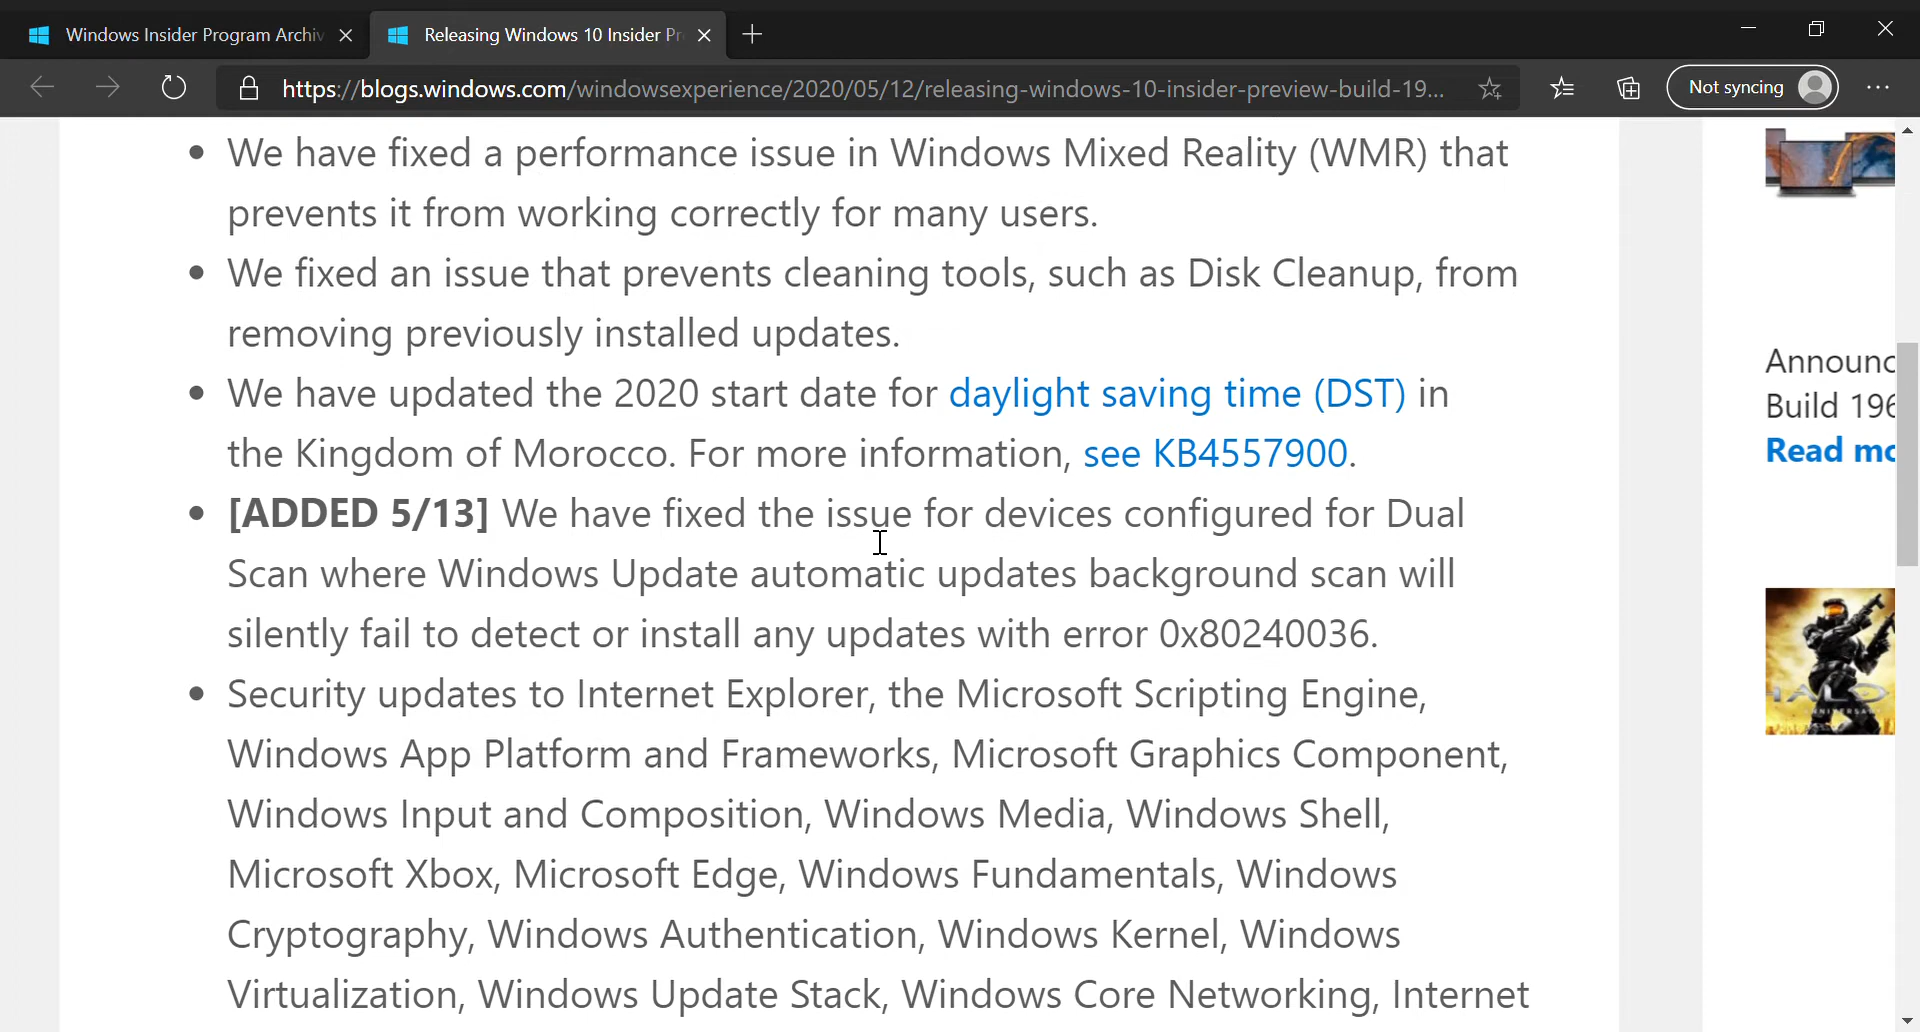 Windows Insider Program Archiv
Releasing Windows 10 Insider Pr
https://blogs.windows.com/windowsexperience/2020/05/12/releasing-windows-10-insider-preview-build-19...
Not syncing
• We have fixed a performance issue in Windows Mixed Reality (WMR) that
prevents it from working correctly for many users.
• We fixed an issue that prevents cleaning tools, such as Disk Cleanup, from
removing previously installed updates.
• We have updated the 2020 start date for daylight saving time (DST) in
the Kingdom of Morocco. For more information, see KB4557900.
• [ADDED 5/13] We have fixed the issue for devices configured for Dual
Scan where Windows Update automatic updates background scan will
silently fail to detect or install any updates with error 0x80240036.
• Security updates to Internet Explorer, the Microsoft Scripting Engine,
Windows App Platform and Frameworks, Microsoft Graphics Component,
Windows Input and Composition, Windows Media, Windows Shell,
Microsoft Xbox, Microsoft Edge, Windows Fundamentals, Windows
Cryptography, Windows Authentication, Windows Kernel, Windows
Virtualization, Windows Update Stack, Windows Core Networking, Internet
Announc
Build 196
Read mo
HALO
ANNIVERSARY